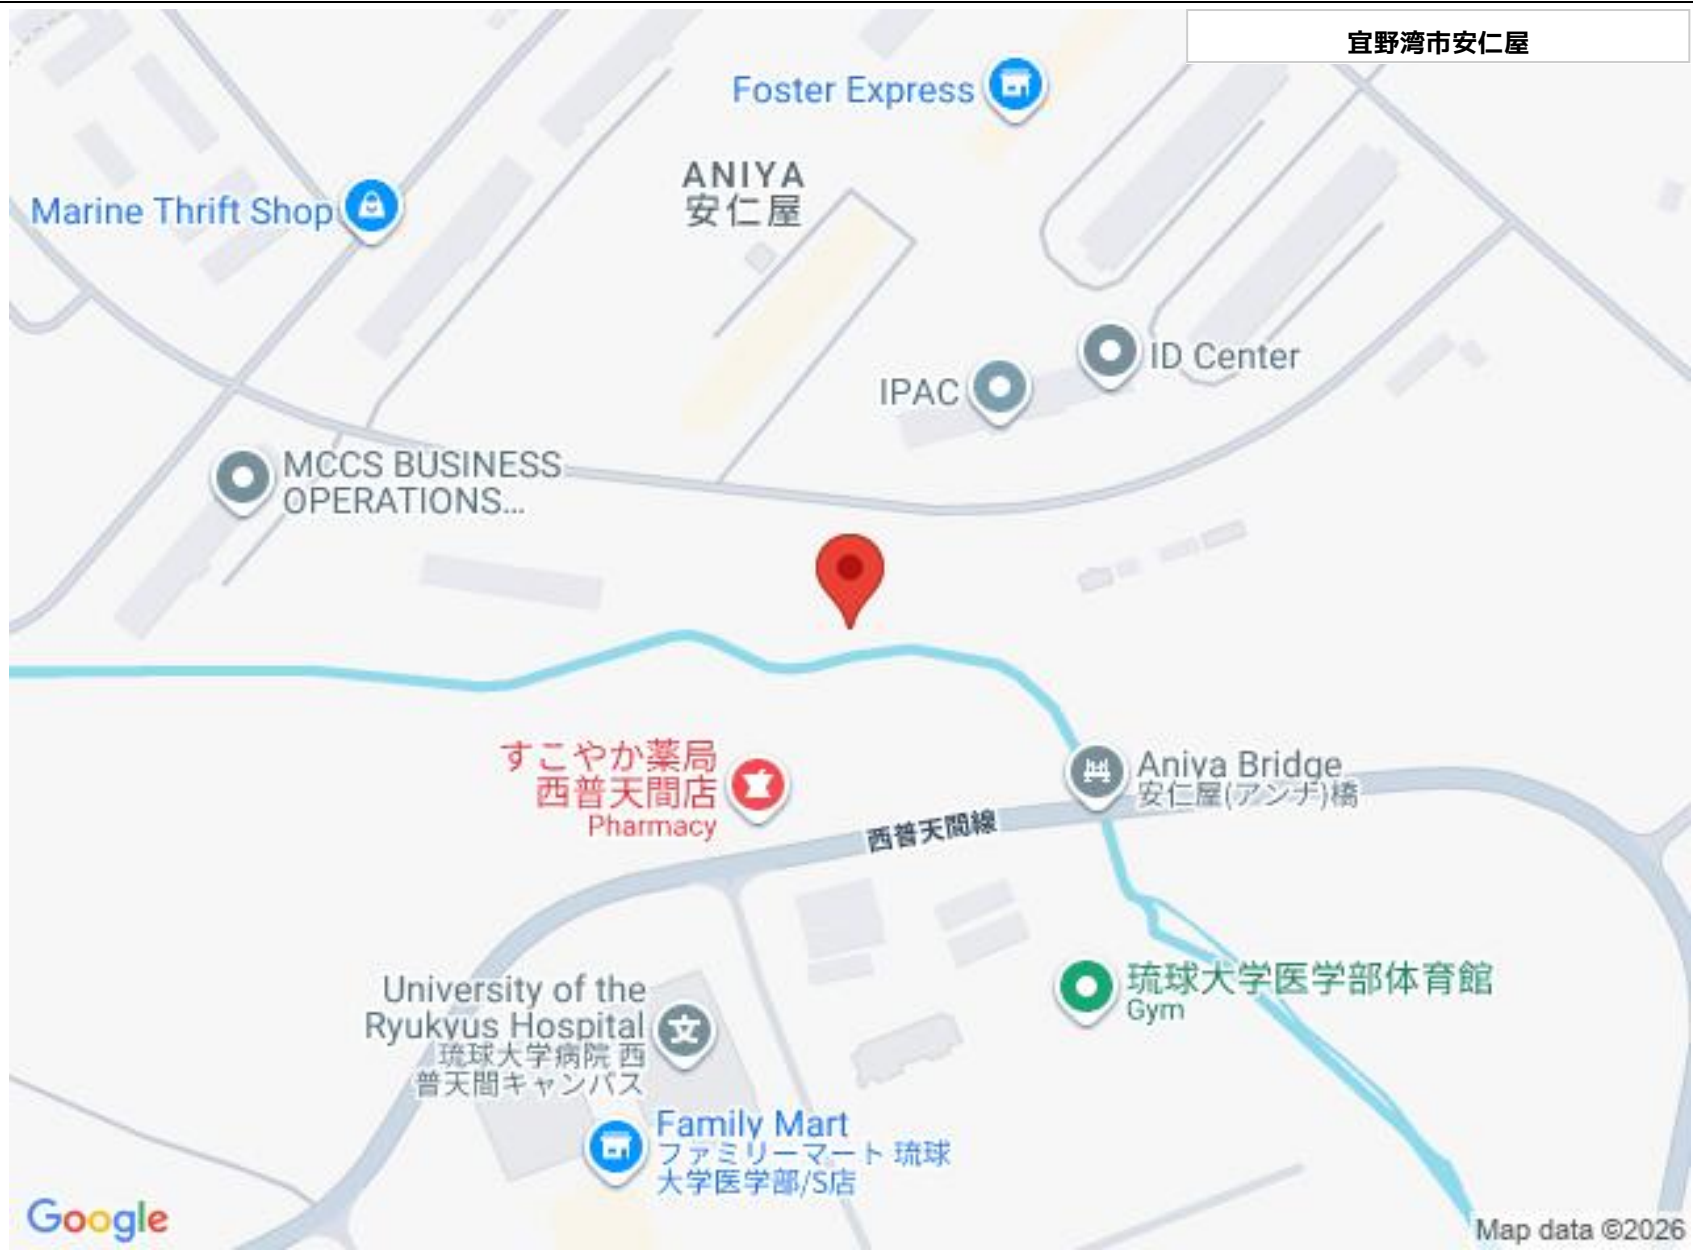 宜野湾市安仁屋
Foster Express
ANIYA
安仁屋
Marine Thrift Shop
ID Center
IPAC
MCCS BUSINESS
OPERATIONS...
すこやか薬局
西普天間店
Pharmacy
Aniya Bridge
安仁屋(アンナ)橋
西普天間線
琉球大学医学部体育館
Gym
University of the
Ryukyus Hospital
琉球大学病院 西
普天間キャンパス
文
Family Mart
ファミリーマート 琉球
大学医学部/S店
Google
Map data ©2026